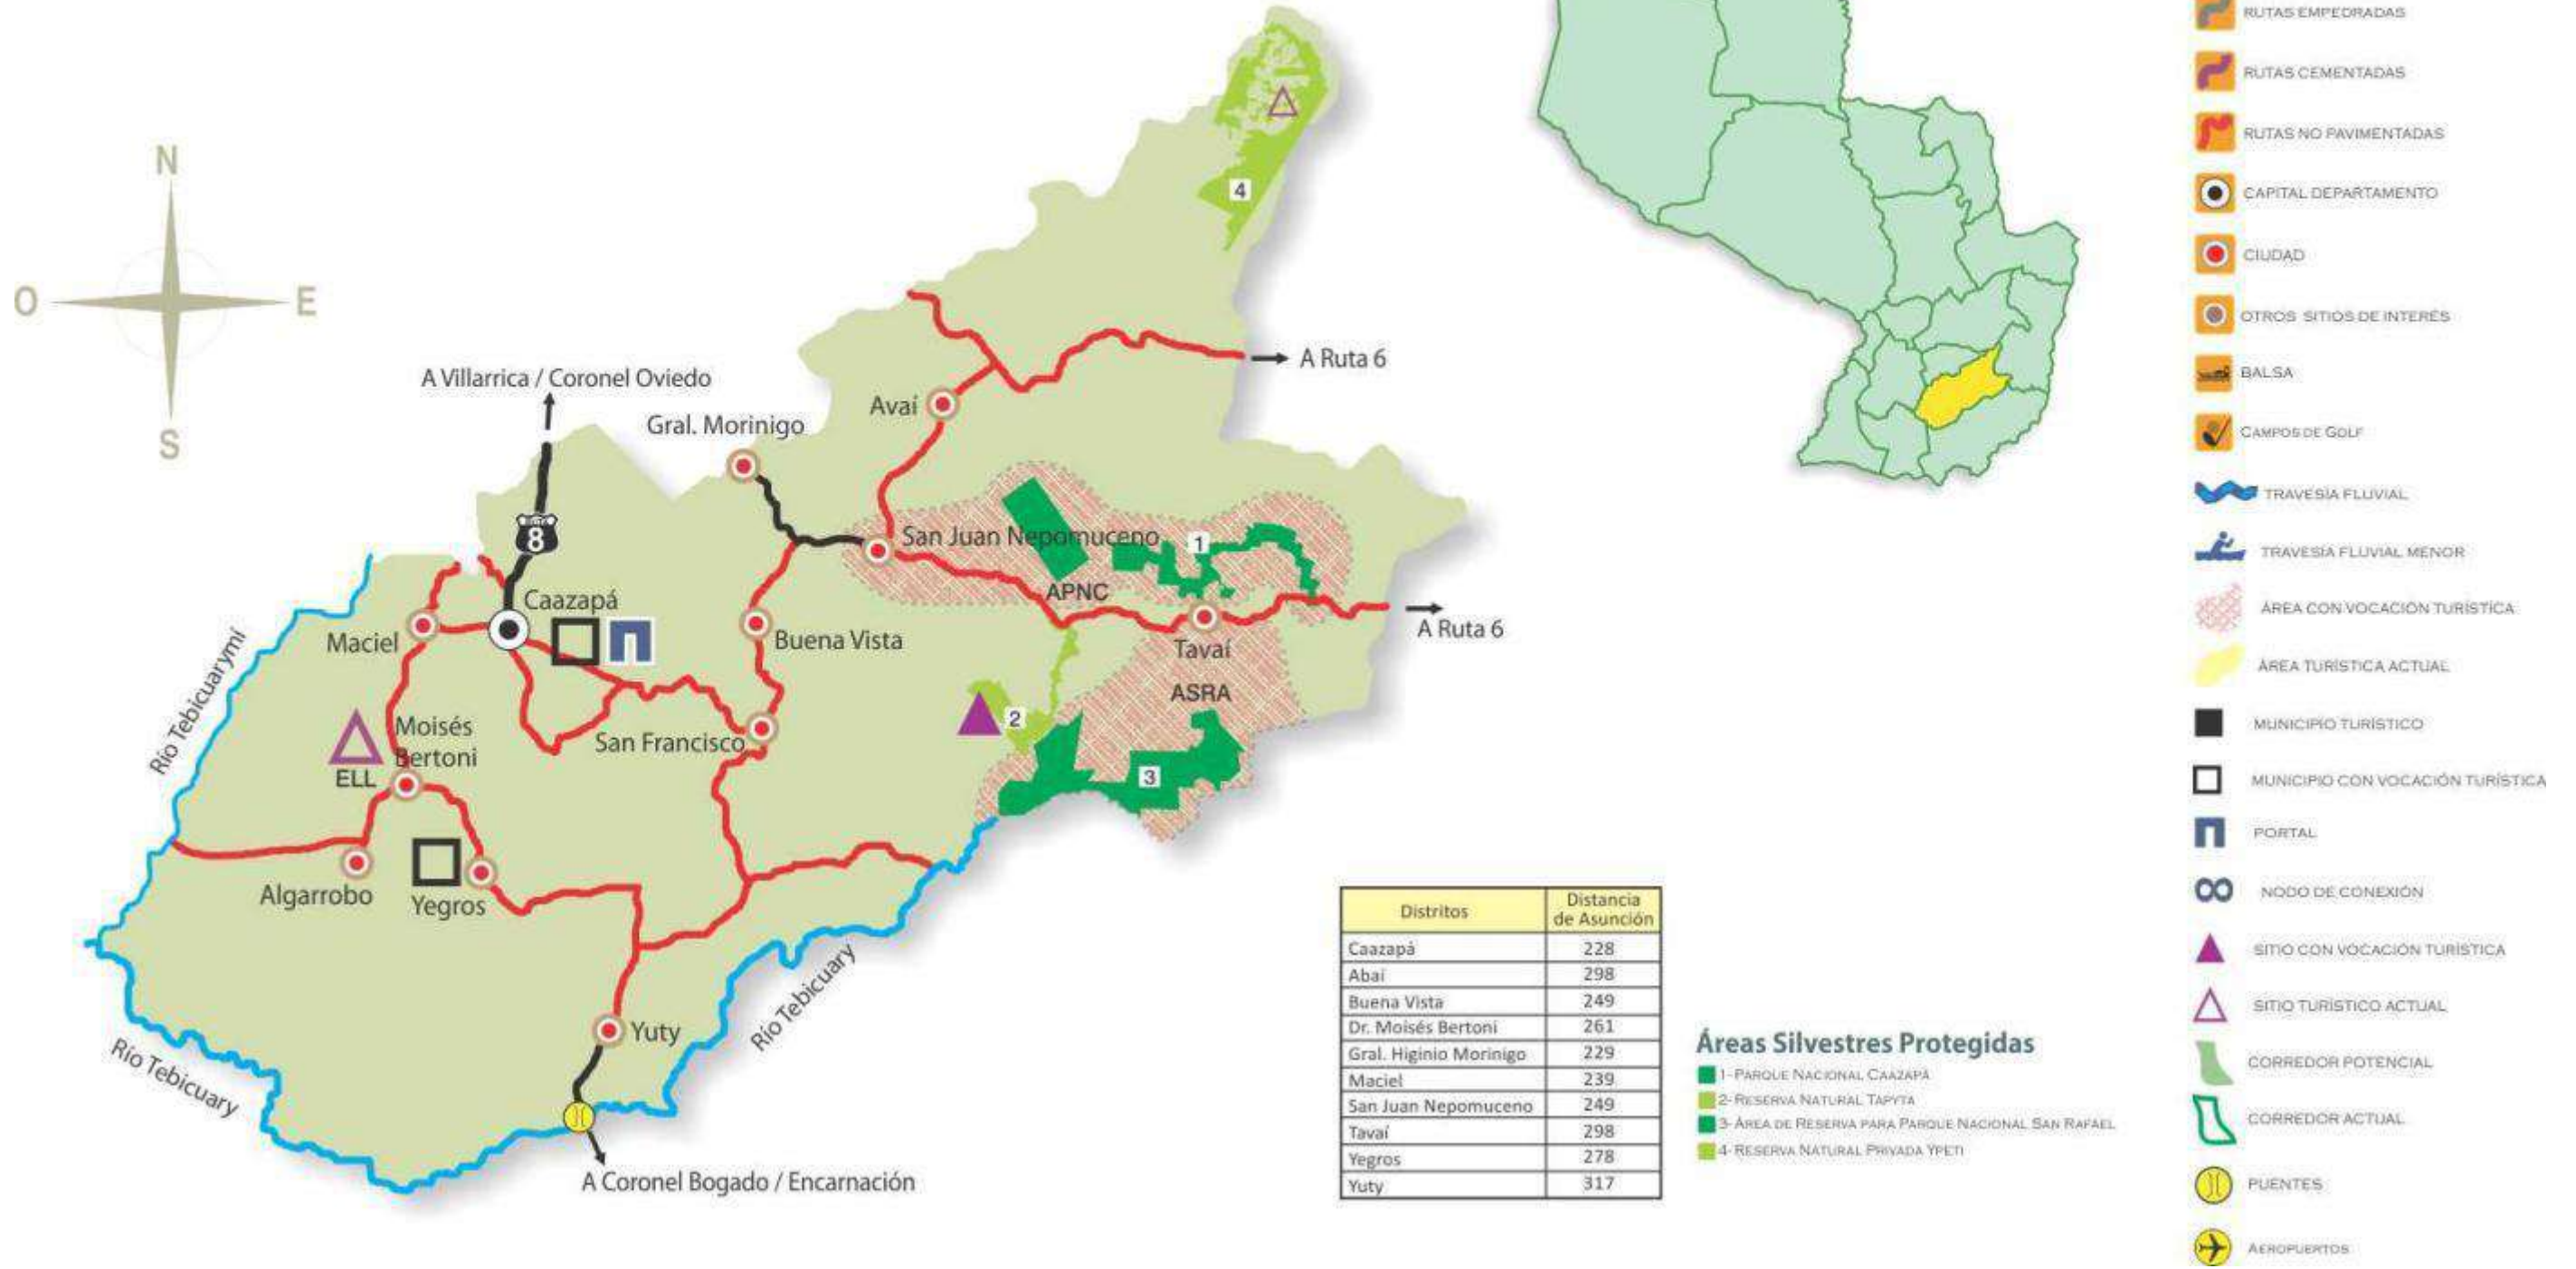 N
O
E
S
A Villarrica / Coronel Oviedo
Gral. Morinigo
Avaí
A Ruta 6
8
San Juan Nepomuceno
APNC
1
4
Caazapá
Maciel
Buena Vista
Tavaí
A Ruta 6
ASRA
2
3
Moisés
Bertoni
ELL
San Francisco
Algarrobo
Yegros
Yuty
Río Tebicuarymí
Río Tebicuary
Río Tebicuary
A Coronel Bogado / Encarnación
Distritos Distancia de Asunción
Caazapá 228
Abaí 298
Buena Vista 249
Dr. Moisés Bertoni 261
Gral. Higinio Morinigo 229
Maciel 239
San Juan Nepomuceno 249
Tavaí 298
Yegros 278
Yuty 317
Áreas Silvestres Protegidas
1-PARQUE NACIONAL CAAZAPÁ
2- RESERVA NATURAL TAPYTA
3- ÁREA DE RESERVA PARA PARQUE NACIONAL SAN RAFAEL
4- RESERVA NATURAL PRIVADA YPETI
RUTAS EMPEDRADAS
RUTAS CEMENTADAS
RUTAS NO PAVIMENTADAS
CAPITAL DEPARTAMENTO
CIUDAD
OTROS SITIOS DE INTERÉS
BALSA
CAMPOS DE GOLF
TRAVESÍA FLUVIAL
TRAVESÍA FLUVIAL MENOR
ÁREA CON VOCACIÓN TURÍSTICA
ÁREA TURÍSTICA ACTUAL
MUNICIPIO TURÍSTICO
MUNICIPIO CON VOCACIÓN TURÍSTICA
PORTAL
NODO DE CONEXIÓN
SITIO CON VOCACIÓN TURÍSTICA
SITIO TURÍSTICO ACTUAL
CORREDOR POTENCIAL
CORREDOR ACTUAL
PUENTES
AEROPUERTOS